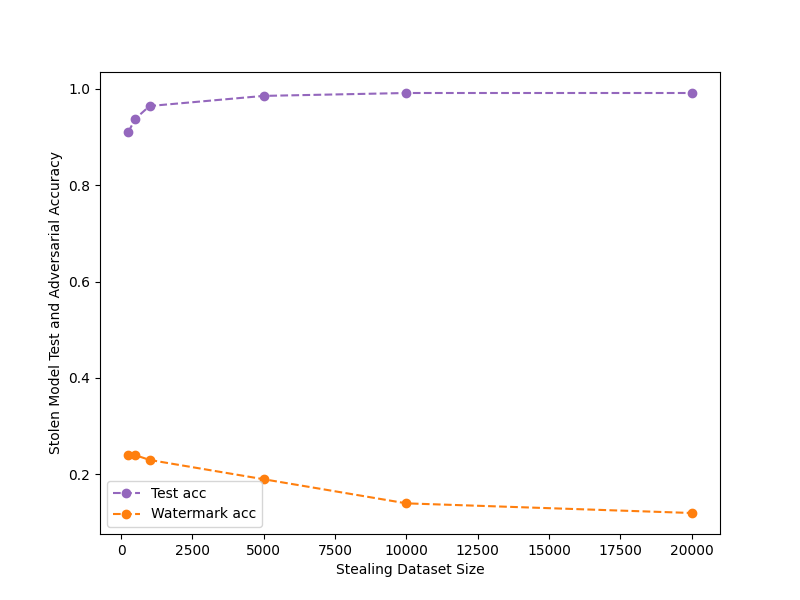 1.0
0.8
0.6
0.4
0.2
Stolen Model Test and Adversarial Accuracy
Test acc
Watermark acc
0 2500 5000 7500 10000 12500 15000 17500 20000
Stealing Dataset Size